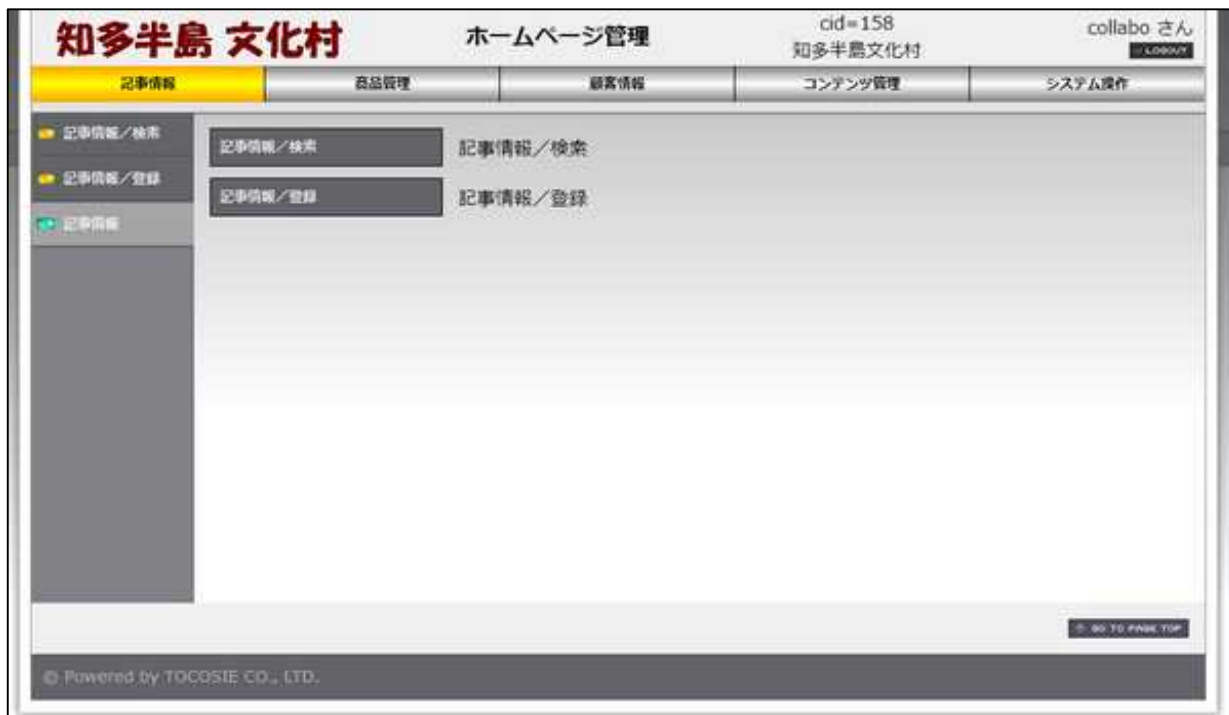 知多半島 文化村
ホームページ管理
cid=158
知多半島文化村
collabo さん
LOGOUT
記事情報
商品管理
顧客情報
コンテンツ管理
システム操作
記事情報／検索
記事情報／登録
記事情報
記事情報／検索
記事情報／検索
記事情報／登録
記事情報／登録
GO TO PAGE TOP
© Powered by TOCOSIE CO., LTD.